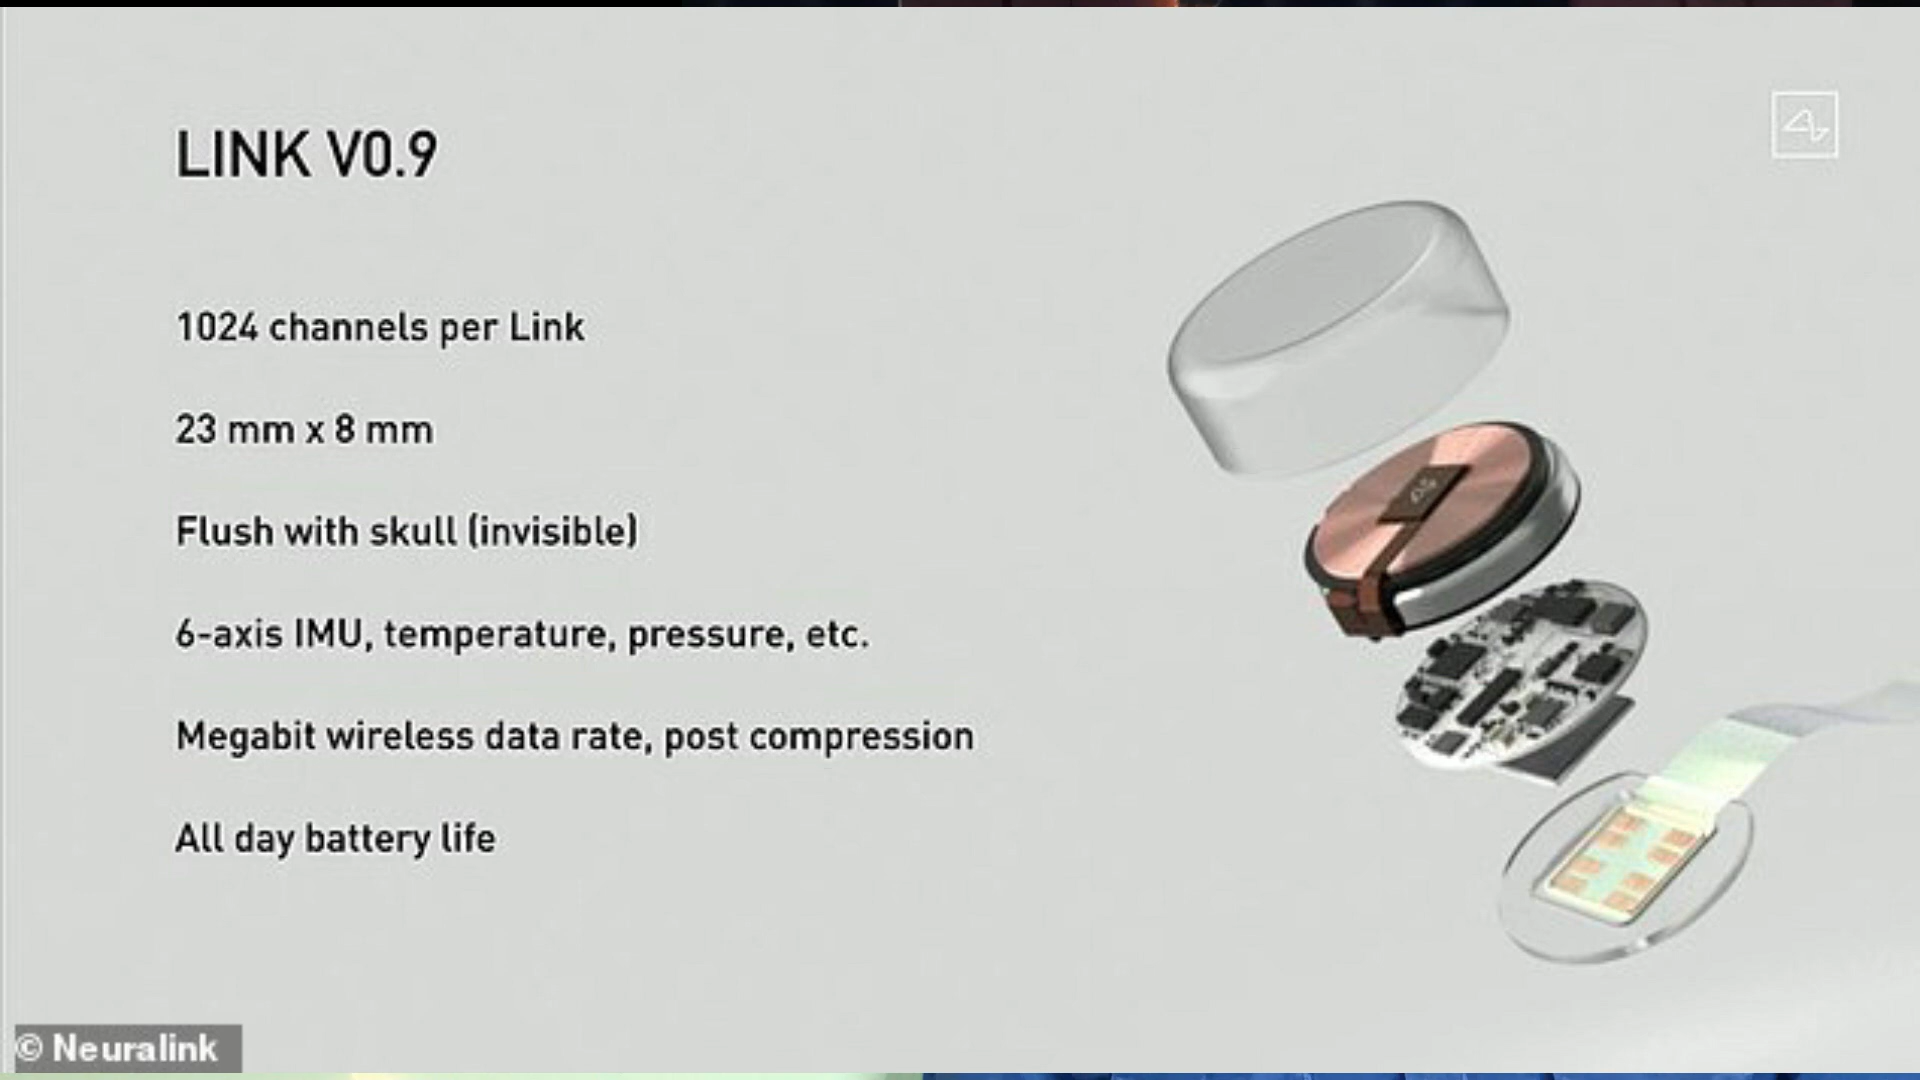 LINK V0.9
1024 channels per Link
23 mm x 8 mm
Flush with skull (invisible)
6-axis IMU, temperature, pressure, etc.
Megabit wireless data rate, post compression
All day battery life
© Neuralink